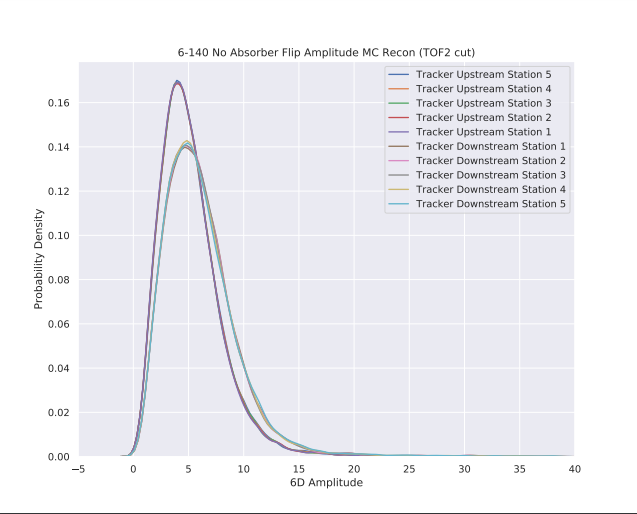 6-140 No Absorber Flip Amplitude MC Recon (TOF2 cut)
Tracker Upstream Station 5
Tracker Upstream Station 4
Tracker Upstream Station 3
Tracker Upstream Station 2
Tracker Upstream Station 1
Tracker Downstream Station 1
Tracker Downstream Station 2
Tracker Downstream Station 3
Tracker Downstream Station 4
Tracker Downstream Station 5
Probability Density
0.16
0.14
0.12
0.10
0.08
0.06
0.04
0.02
0.00
−5 0 5 10 15 20 25 30 35 40
6D Amplitude